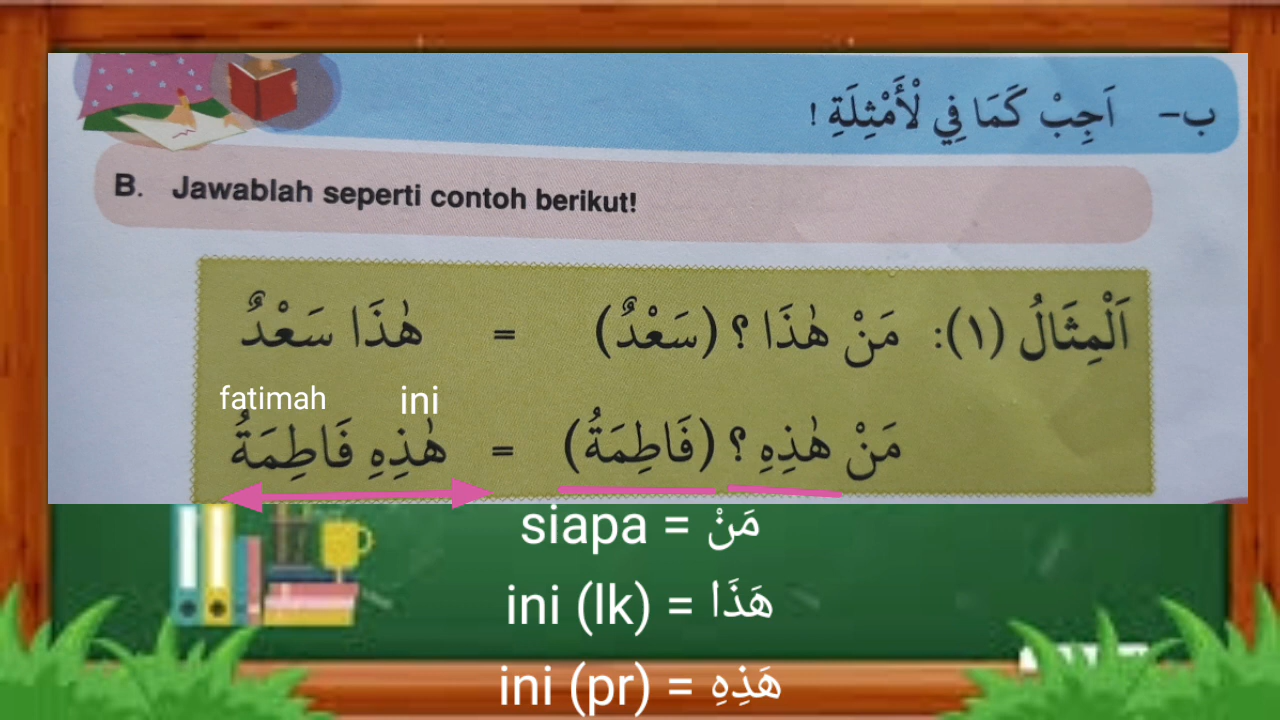 ب- اَجِبْ كَمَا فِي لْأَمْثِلَةِ !
B. Jawablah seperti contoh berikut!
اَلْمِثَالُ (١): مَنْ هٰذَا ؟ (سَعْدٌ) = هٰذَا سَعْدٌ
fatimah ini
مَنْ هٰذِهِ ؟ (فَاطِمَةُ) = هٰذِهِ فَاطِمَةُ
siapa = مَنْ
ini (lk) = هَذَا
ini (pr) = هَذِهِ